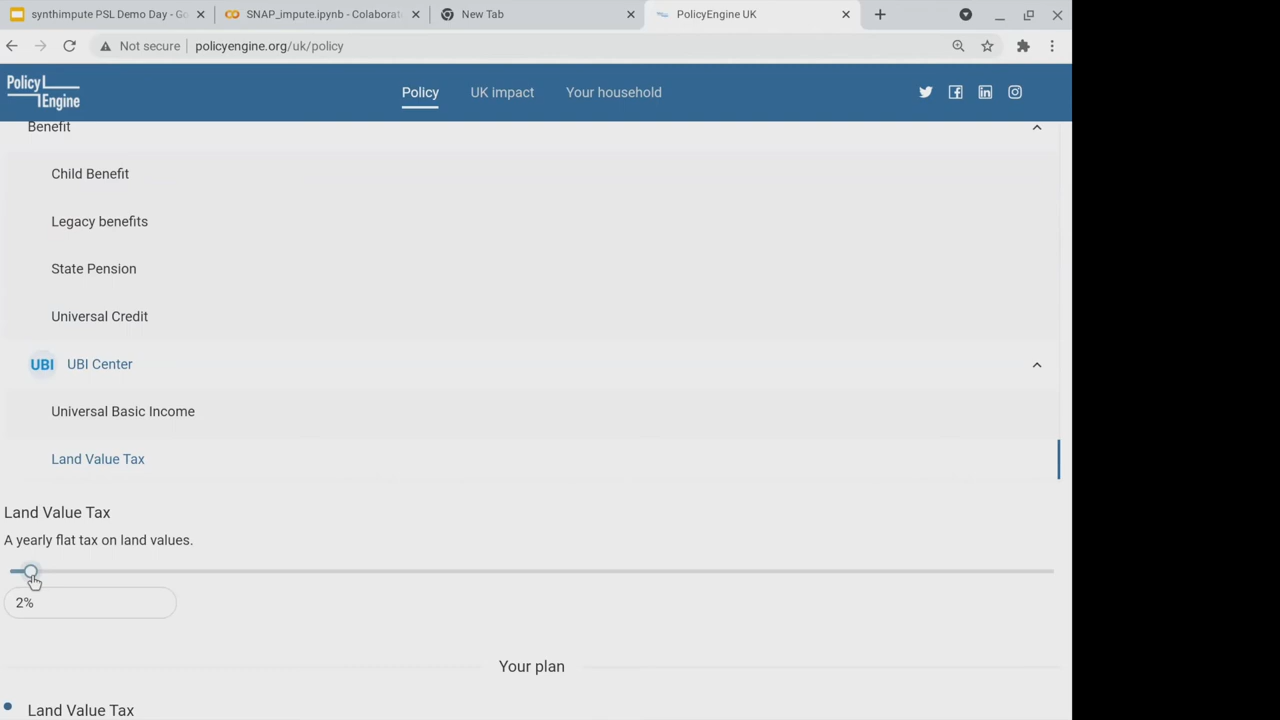 synthimpute PSL Demo Day - Go
SNAP_impute.ipynb - Colaborat
New Tab
PolicyEngine UK
Not secure
policyengine.org/uk/policy
Policy
Engine
Policy
UK impact
Your household
Benefit
Child Benefit
Legacy benefits
State Pension
Universal Credit
UBI
UBI Center
Universal Basic Income
Land Value Tax
Land Value Tax
A yearly flat tax on land values.
2%
Your plan
Land Value Tax